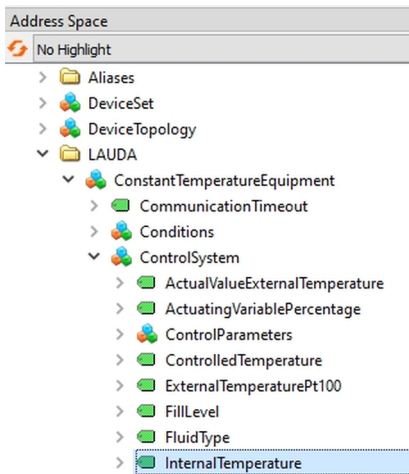 Address Space
No Highlight
Aliases
DeviceSet
DeviceTopology
LAUDA
ConstantTemperatureEquipment
CommunicationTimeout
Conditions
ControlSystem
ActualValueExternalTemperature
ActuatingVariablePercentage
ControlParameters
ControlledTemperature
ExternalTemperaturePt100
FillLevel
FluidType
InternalTemperature